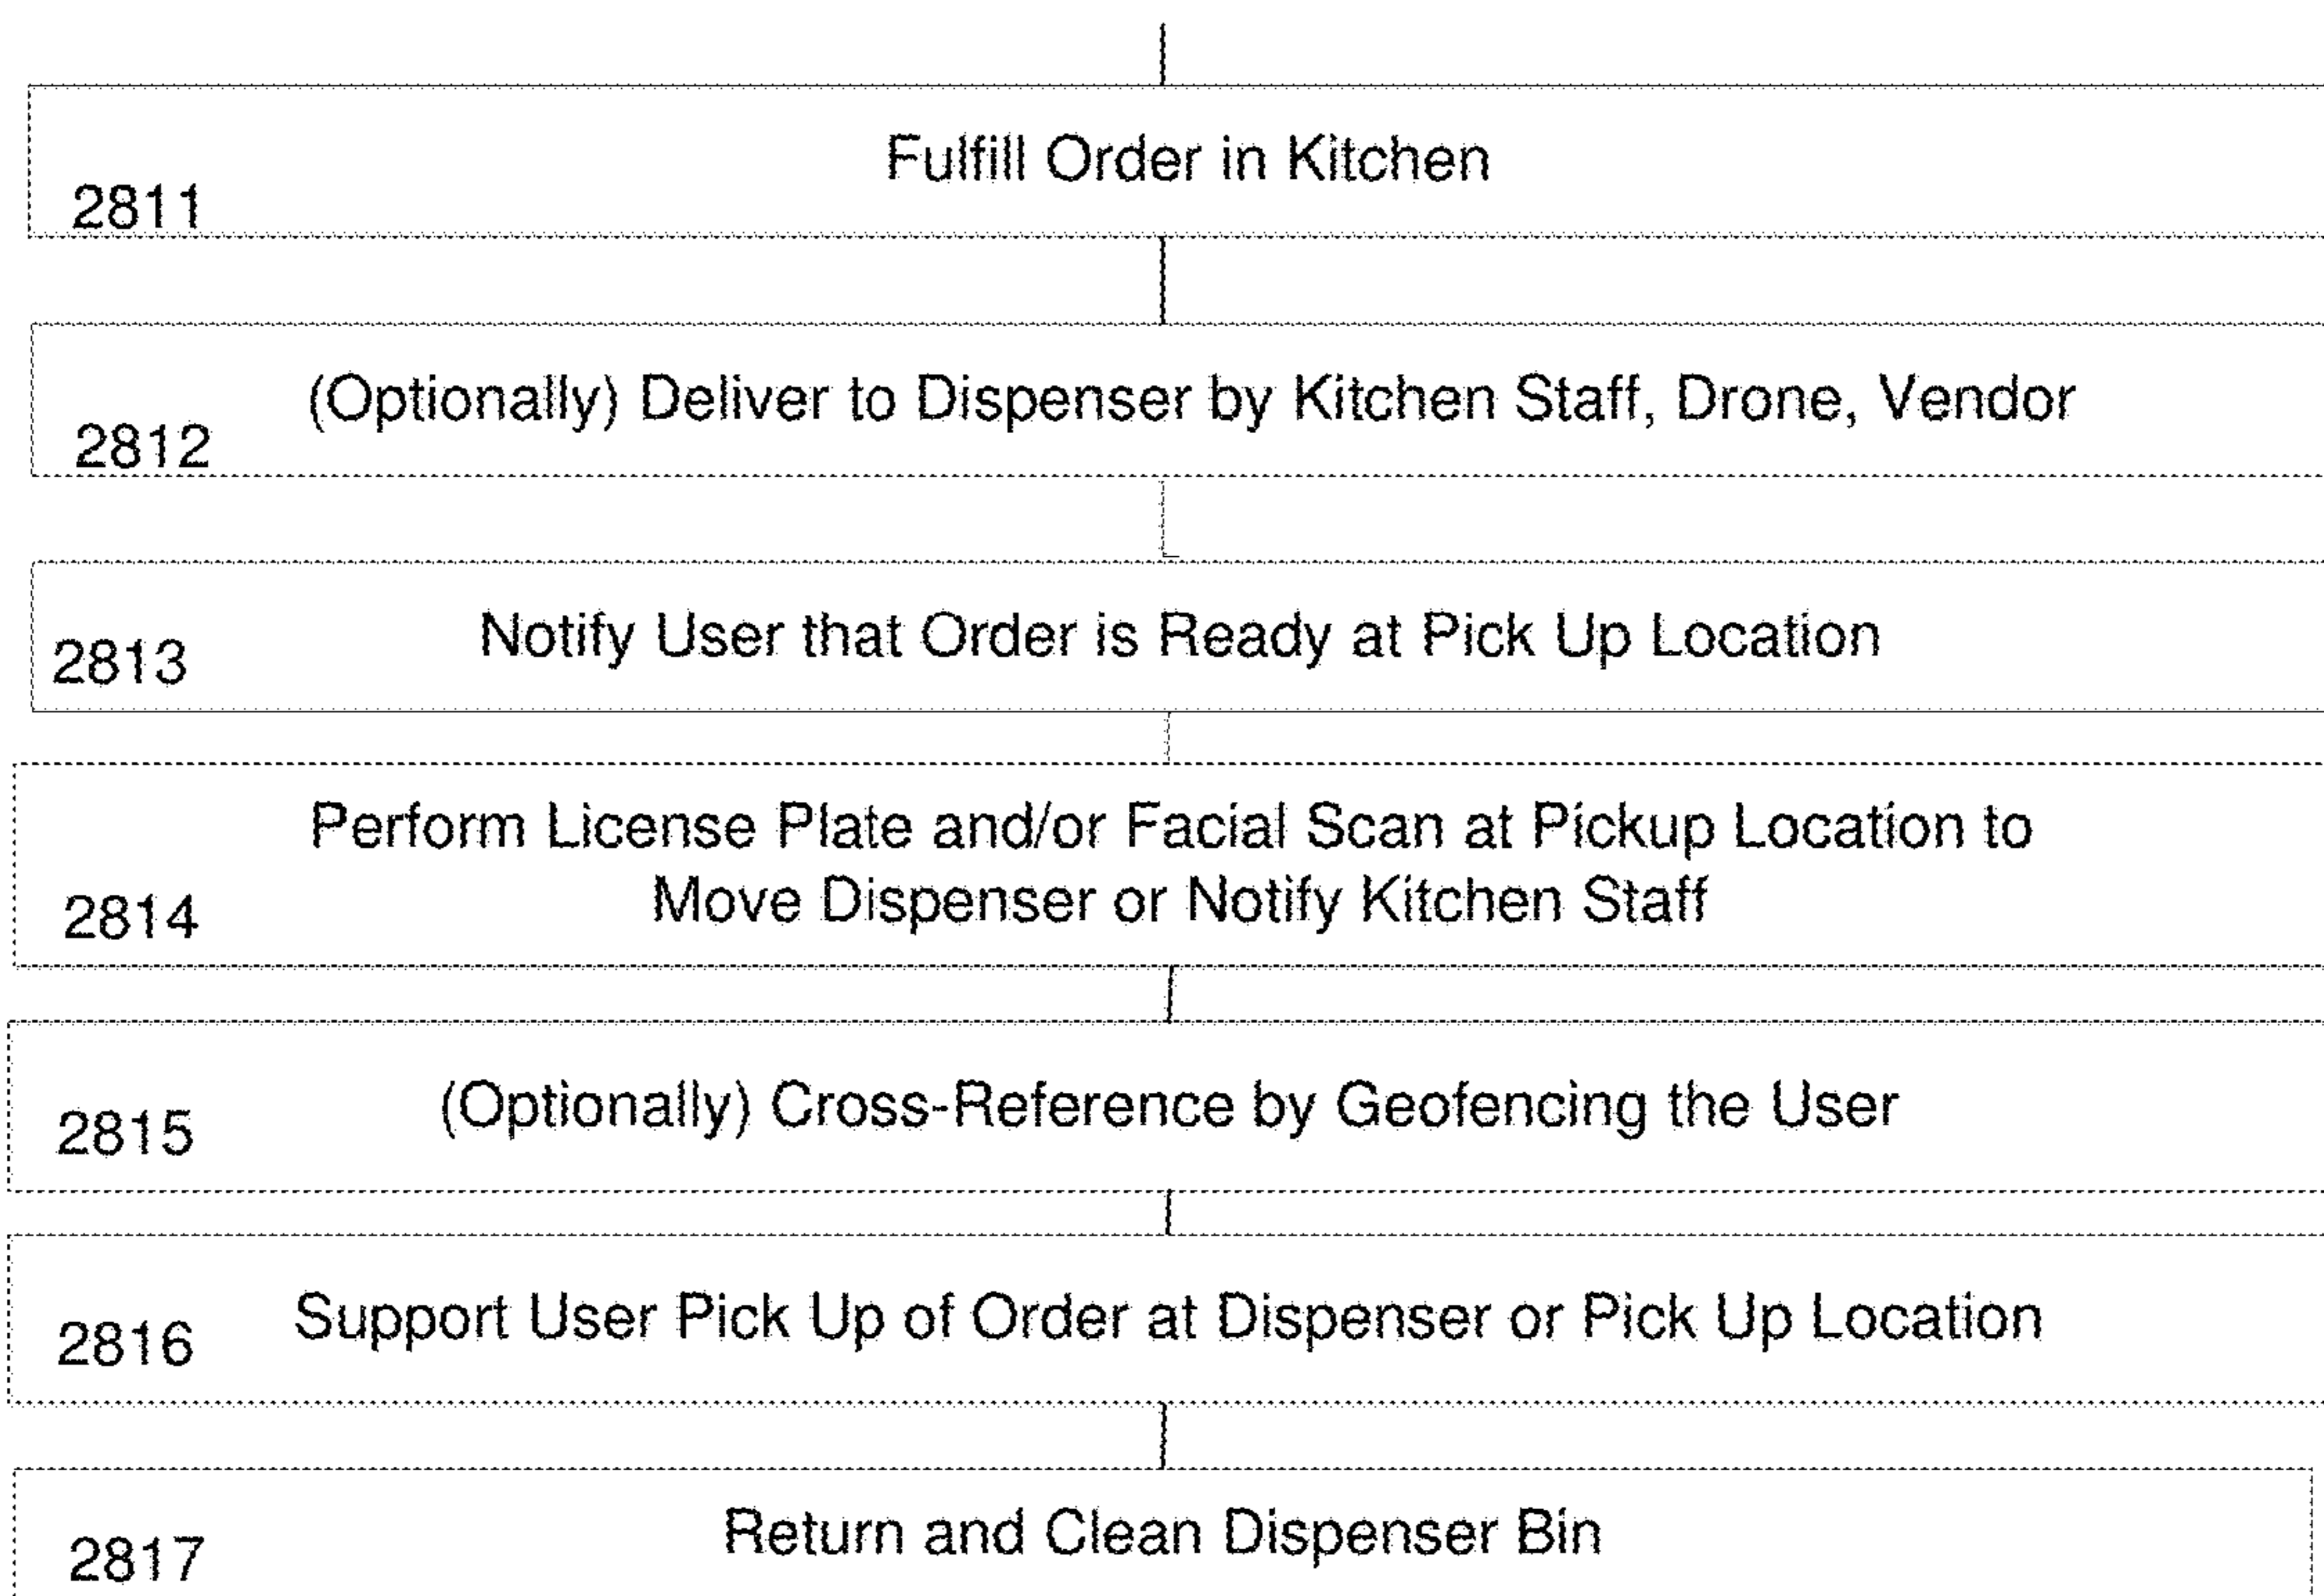 Fulfill Order in Kitchen
2811
(Optionally) Deliver to Dispenser by Kitchen Staff, Drone, Vendor
2812
Notify User that Order is Ready at Pick Up Location
2813
Perform License Plate and/or Facial Scan at Pickup Location to
Move Dispenser or Notify Kitchen Staff
2814
(Optionally) Cross-Reference by Geofencing the User
2815
Support User Pick Up of Order at Dispenser or Pick Up Location
2816
Return and Clean Dispenser Bin
2817